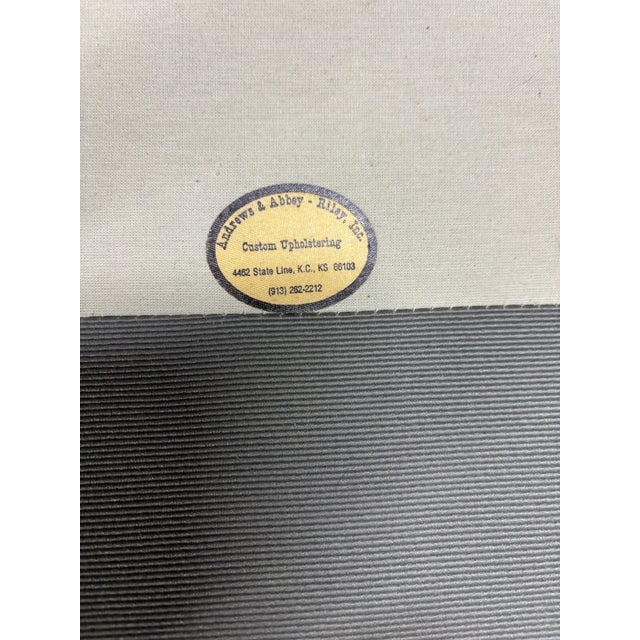 Andrews & Abbey - Riley, Inc.
Custom Upholstering
4462 State Line, K.C., KS 66103
(913) 262-2212